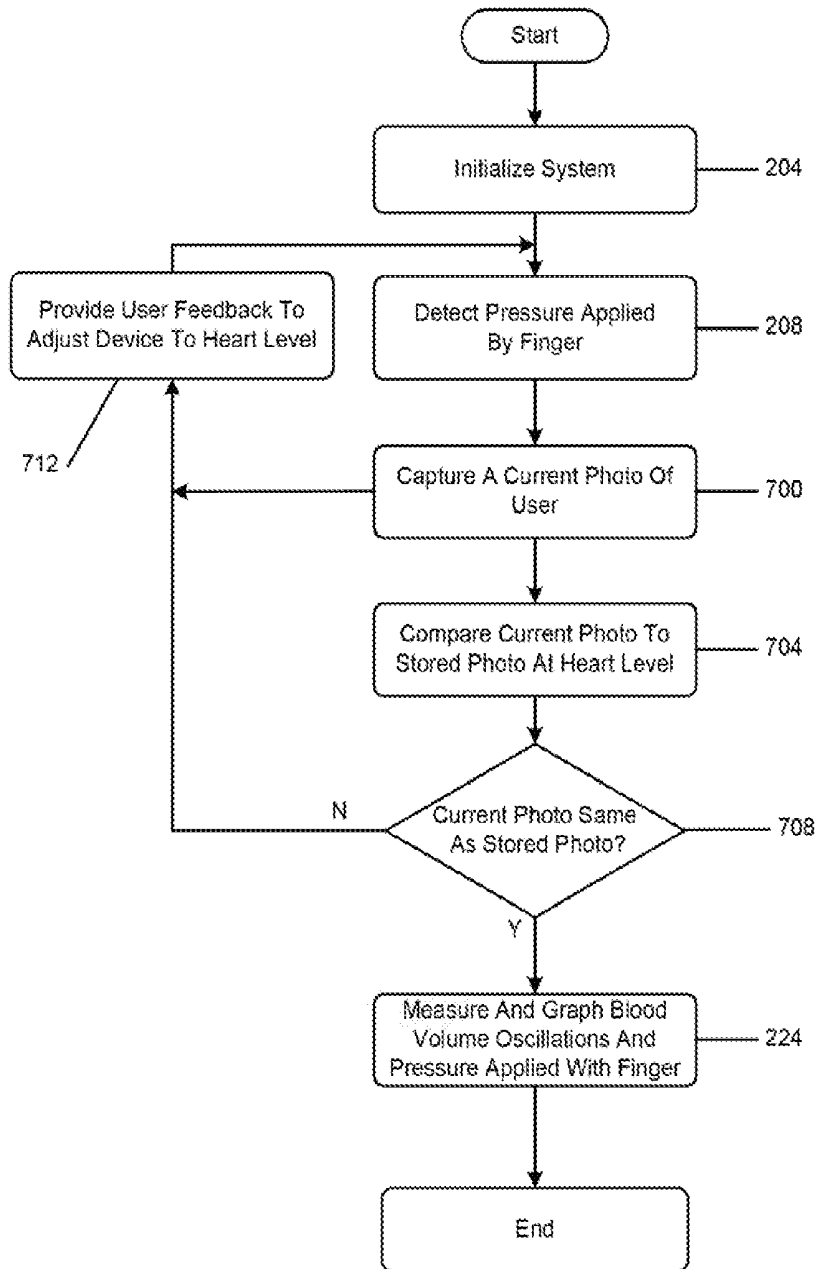 Start
Initialize System
204
Provide User Feedback To
Adjust Device To Heart Level
712
Detect Pressure Applied
By Finger
208
Capture A Current Photo Of
User
700
Compare Current Photo To
Stored Photo At Heart Level
704
N
Current Photo Same
As Stored Photo?
708
Y
Measure And Graph Blood
Volume Oscillations And
Pressure Applied With Finger
224
End